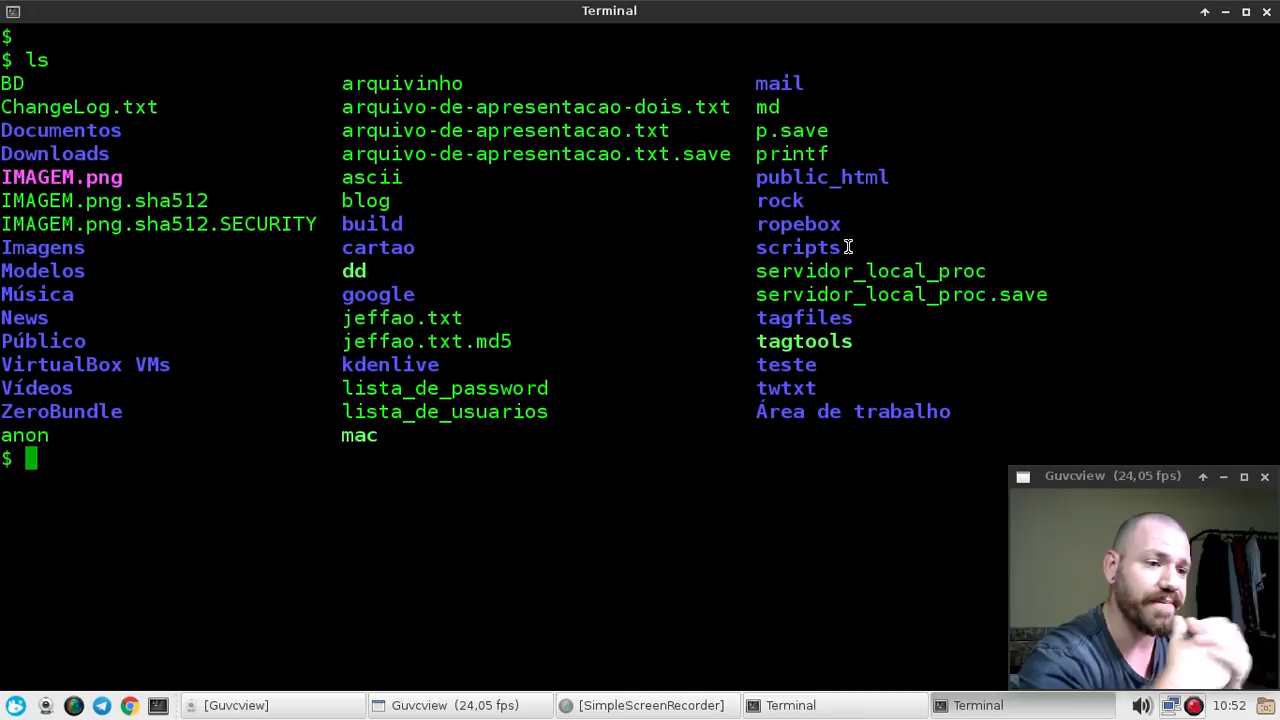 Terminal
$
$ ls
BD arquivinho mail
ChangeLog.txt arquivo-de-apresentacao-dois.txt md
Documentos arquivo-de-apresentacao.txt p.save
Downloads arquivo-de-apresentacao.txt.save printf
IMAGEM.png ascii public_html
IMAGEM.png.sha512 blog rock
IMAGEM.png.sha512.SECURITY build ropebox
Imagens cartao scripts
Modelos dd servidor_local_proc
Música google servidor_local_proc.save
News jeffao.txt tagfiles
Público jeffao.txt.md5 tagtools
VirtualBox VMs kdenlive teste
Vídeos lista_de_password twtxt
ZeroBundle lista_de_usuarios Área de trabalho
anon mac
$
Guvcview (24,05 fps)
[Guvcview] Guvcview (24,05 fps) [SimpleScreenRecorder] Terminal Terminal 10:52